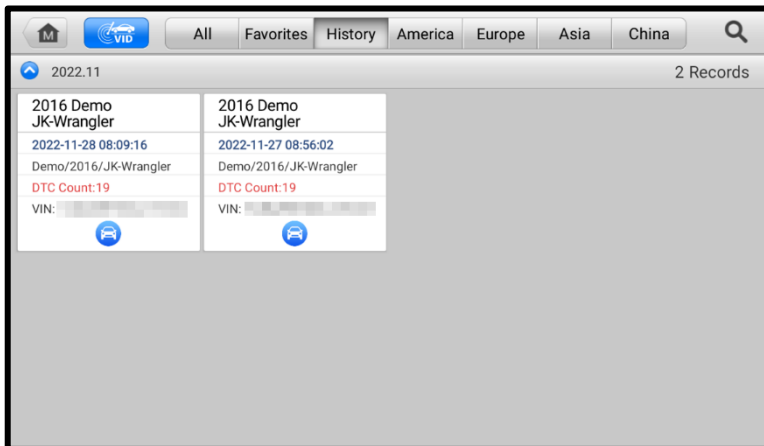 M VID All Favorites History America Europe Asia China
2022.11 2 Records
2016 Demo
JK-Wrangler
2022-11-28 08:09:16
Demo/2016/JK-Wrangler
DTC Count:19
VIN:
2016 Demo
JK-Wrangler
2022-11-27 08:56:02
Demo/2016/JK-Wrangler
DTC Count:19
VIN: